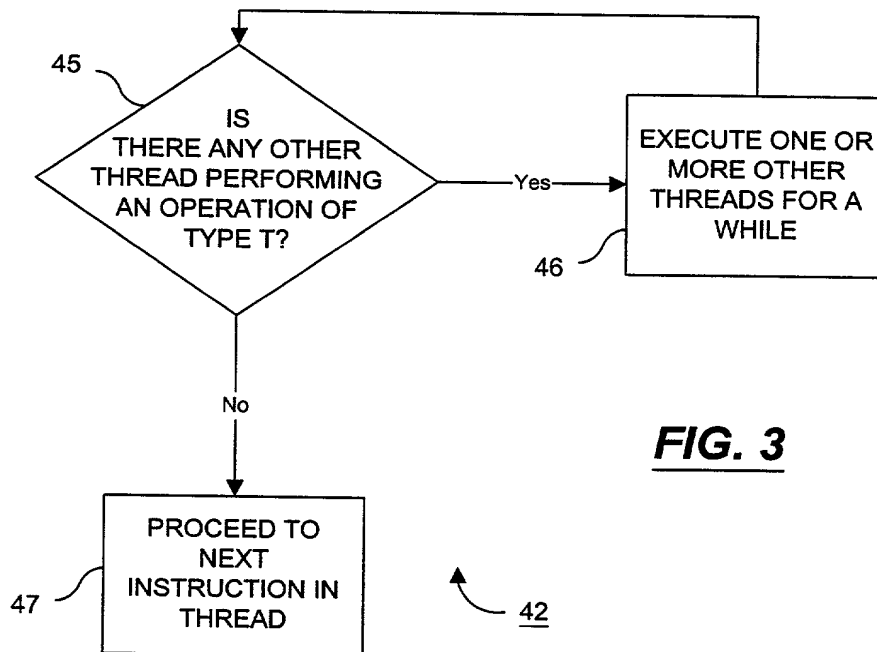 45
IS
THERE ANY OTHER
THREAD PERFORMING
AN OPERATION OF
TYPE T?
Yes
EXECUTE ONE OR
MORE OTHER
THREADS FOR A
WHILE
46
No
FIG. 3
PROCEED TO
NEXT
INSTRUCTION IN
THREAD
47
42